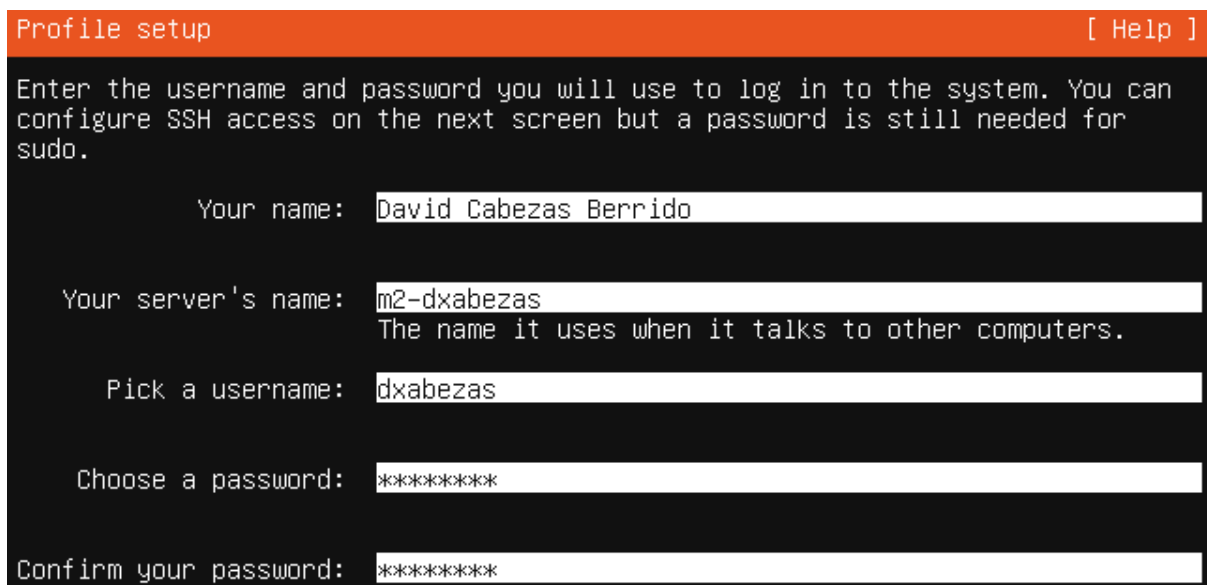 Profile setup [ Help ]
Enter the username and password you will use to log in to the system. You can
configure SSH access on the next screen but a password is still needed for
sudo.
Your name: David Cabezas Berrido
Your server's name: m2-dxabezas
The name it uses when it talks to other computers.
Pick a username: dxabezas
Choose a password: ********
Confirm your password: ********